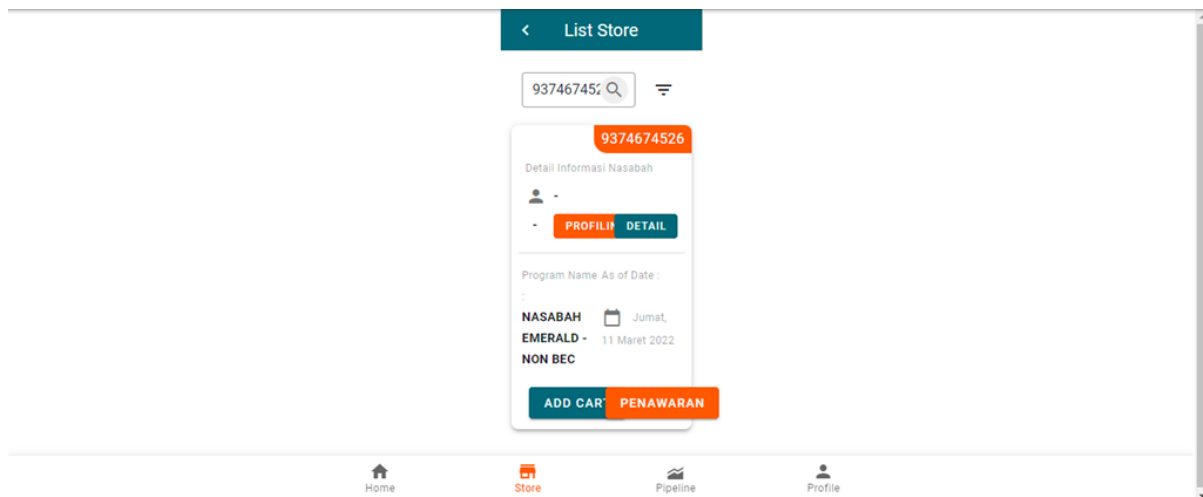 List Store
937467452
9374674526
Detail Informasi Nasabah
-
-
PROFILIN
DETAIL
Program Name
:
As of Date :
NASABAH
EMERALD -
NON BEC
Jumat,
11 Maret 2022
ADD CART
PENAWARAN
Home
Store
Pipeline
Profile